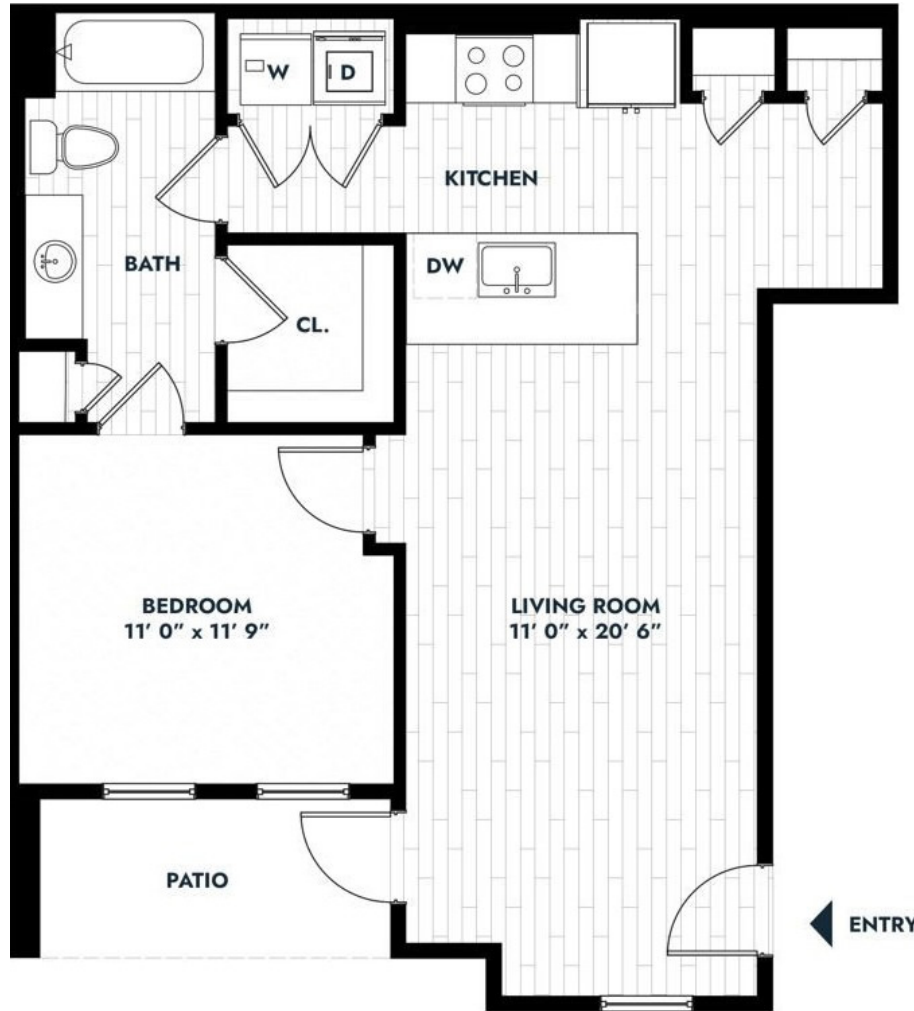 W
D
KITCHEN
BATH
DW
CL.
BEDROOM
11' 0" x 11' 9"
LIVING ROOM
11' 0" x 20' 6"
PATIO
ENTRY